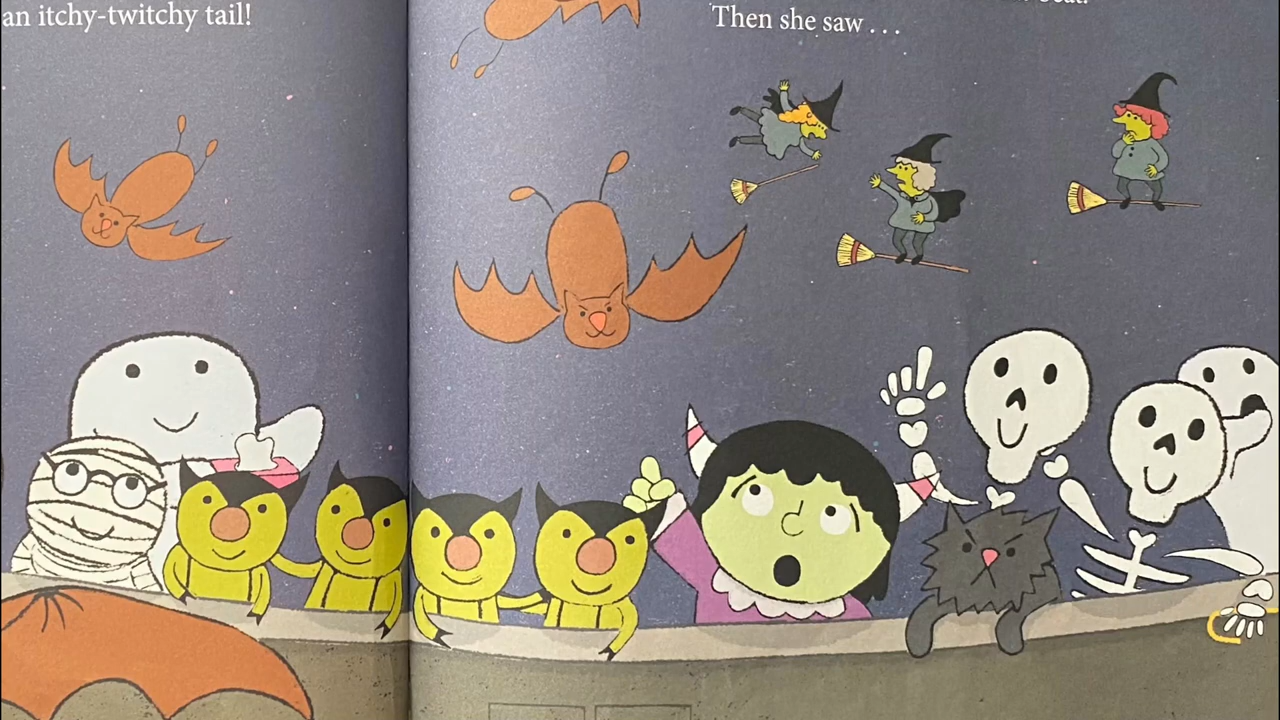 an itchy-twitchy tail!
Then she saw . . .